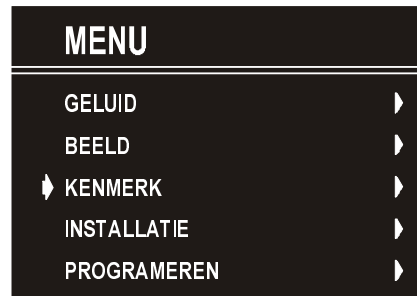 MENU
GELUID
BEELD
KENMERK
INSTALLATIE
PROGRAMEREN